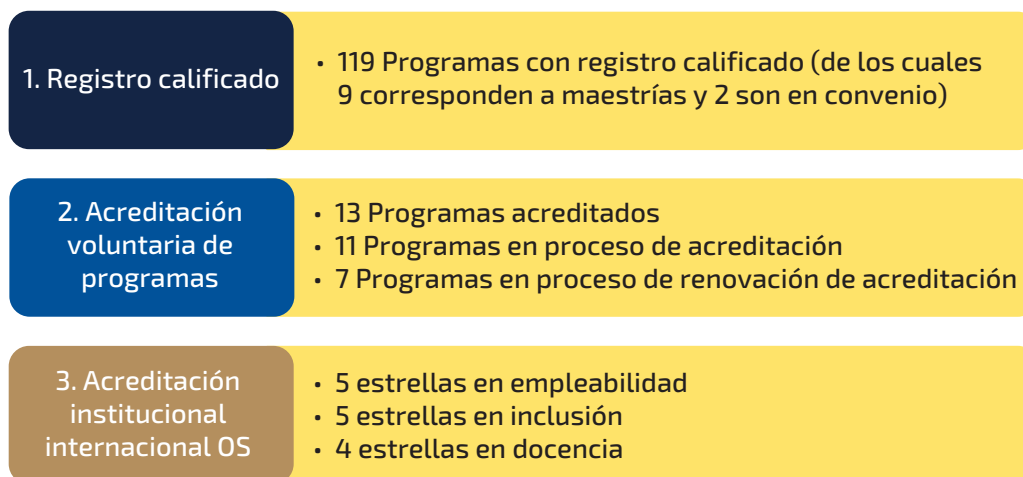 1. Registro calificado
• 119 Programas con registro calificado (de los cuales
9 corresponden a maestrías y 2 son en convenio)
2. Acreditación
voluntaria de
programas
• 13 Programas acreditados
• 11 Programas en proceso de acreditación
• 7 Programas en proceso de renovación de acreditación
3. Acreditación
institucional
internacional OS
• 5 estrellas en empleabilidad
• 5 estrellas en inclusión
• 4 estrellas en docencia